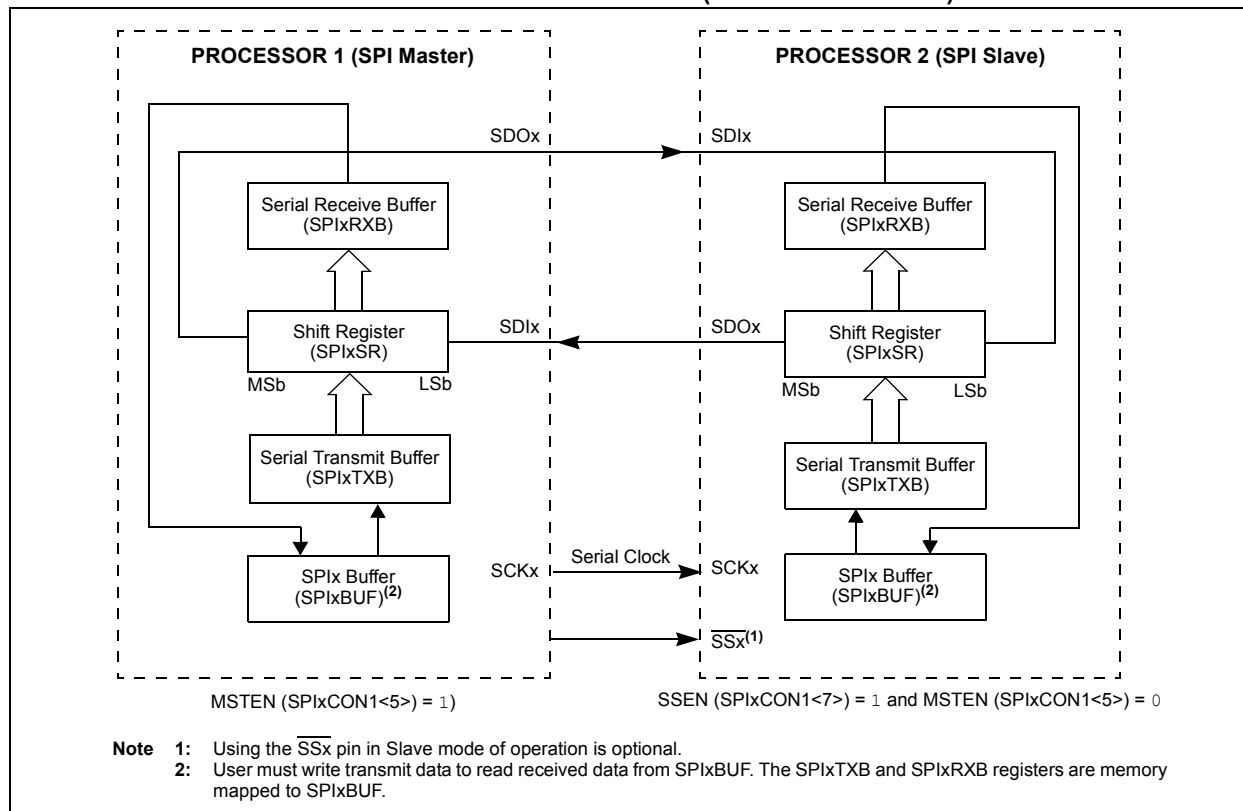 PROCESSOR 1 (SPI Master)
PROCESSOR 2 (SPI Slave)
SDOx
SDIx
Serial Receive Buffer
(SPIxRXB)
Serial Receive Buffer
(SPIxRXB)
Shift Register
(SPIxSR)
MSb
LSb
SDIx
SDOx
Shift Register
(SPIxSR)
MSb
LSb
Serial Transmit Buffer
(SPIxTXB)
Serial Transmit Buffer
(SPIxTXB)
SPIx Buffer
(SPIxBUF)(2)
SCKx
Serial Clock
SCKx
SPIx Buffer
(SPIxBUF)(2)
SSx(1)
MSTEN (SPIxCON1<5>) = 1)
SSEN (SPIxCON1<7>) = 1 and MSTEN (SPIxCON1<5>) = 0
Note 1: Using the SSx pin in Slave mode of operation is optional.
2: User must write transmit data to read received data from SPIxBUF. The SPIxTXB and SPIxRXB registers are memory
mapped to SPIxBUF.